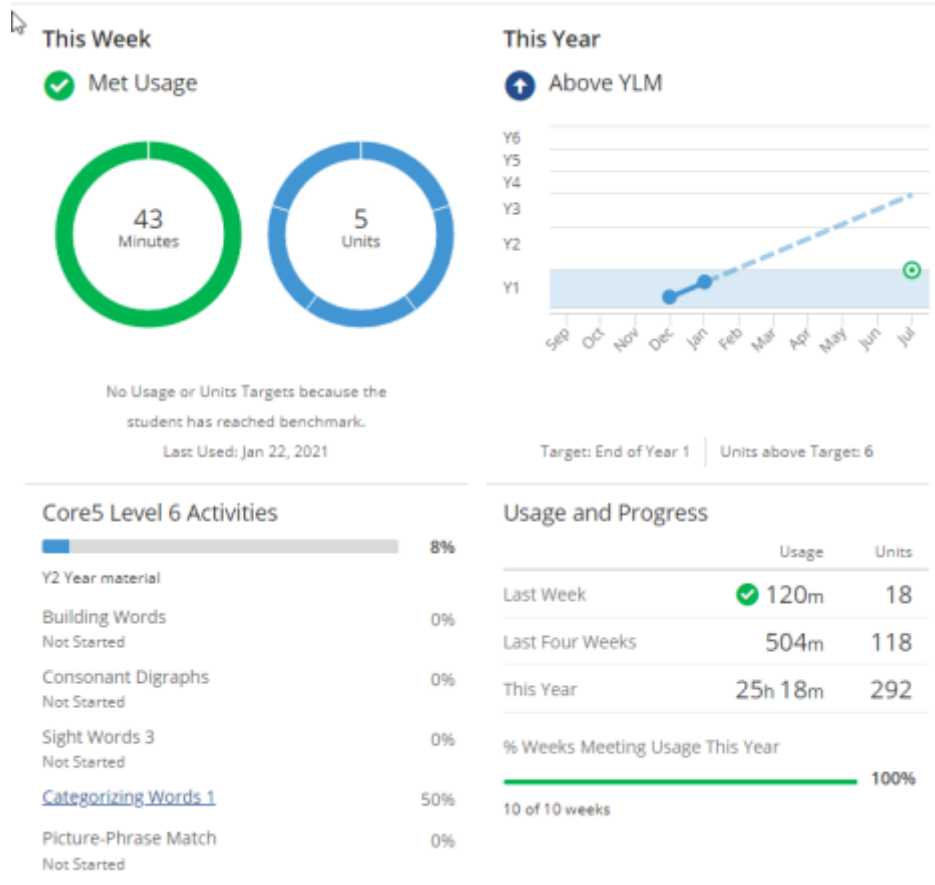 This Week
Met Usage
43
Minutes
5
Units
No Usage or Units Targets because the
student has reached benchmark.
Last Used: Jan 22, 2021
This Year
Above YLM
Y6
Y5
Y4
Y3
Y2
Y1
Sep Oct Nov Dec Jan Feb Mar Apr May Jun Jul
Target: End of Year 1 Units above Target: 6
Core5 Level 6 Activities
8%
Y2 Year material
Building Words 0%
Not Started
Consonant Digraphs 0%
Not Started
Sight Words 3 0%
Not Started
Categorizing Words 1 50%
Picture-Phrase Match 0%
Not Started
Usage and Progress
Usage Units
Last Week 120m 18
Last Four Weeks 504m 118
This Year 25h 18m 292
% Weeks Meeting Usage This Year
100%
10 of 10 weeks